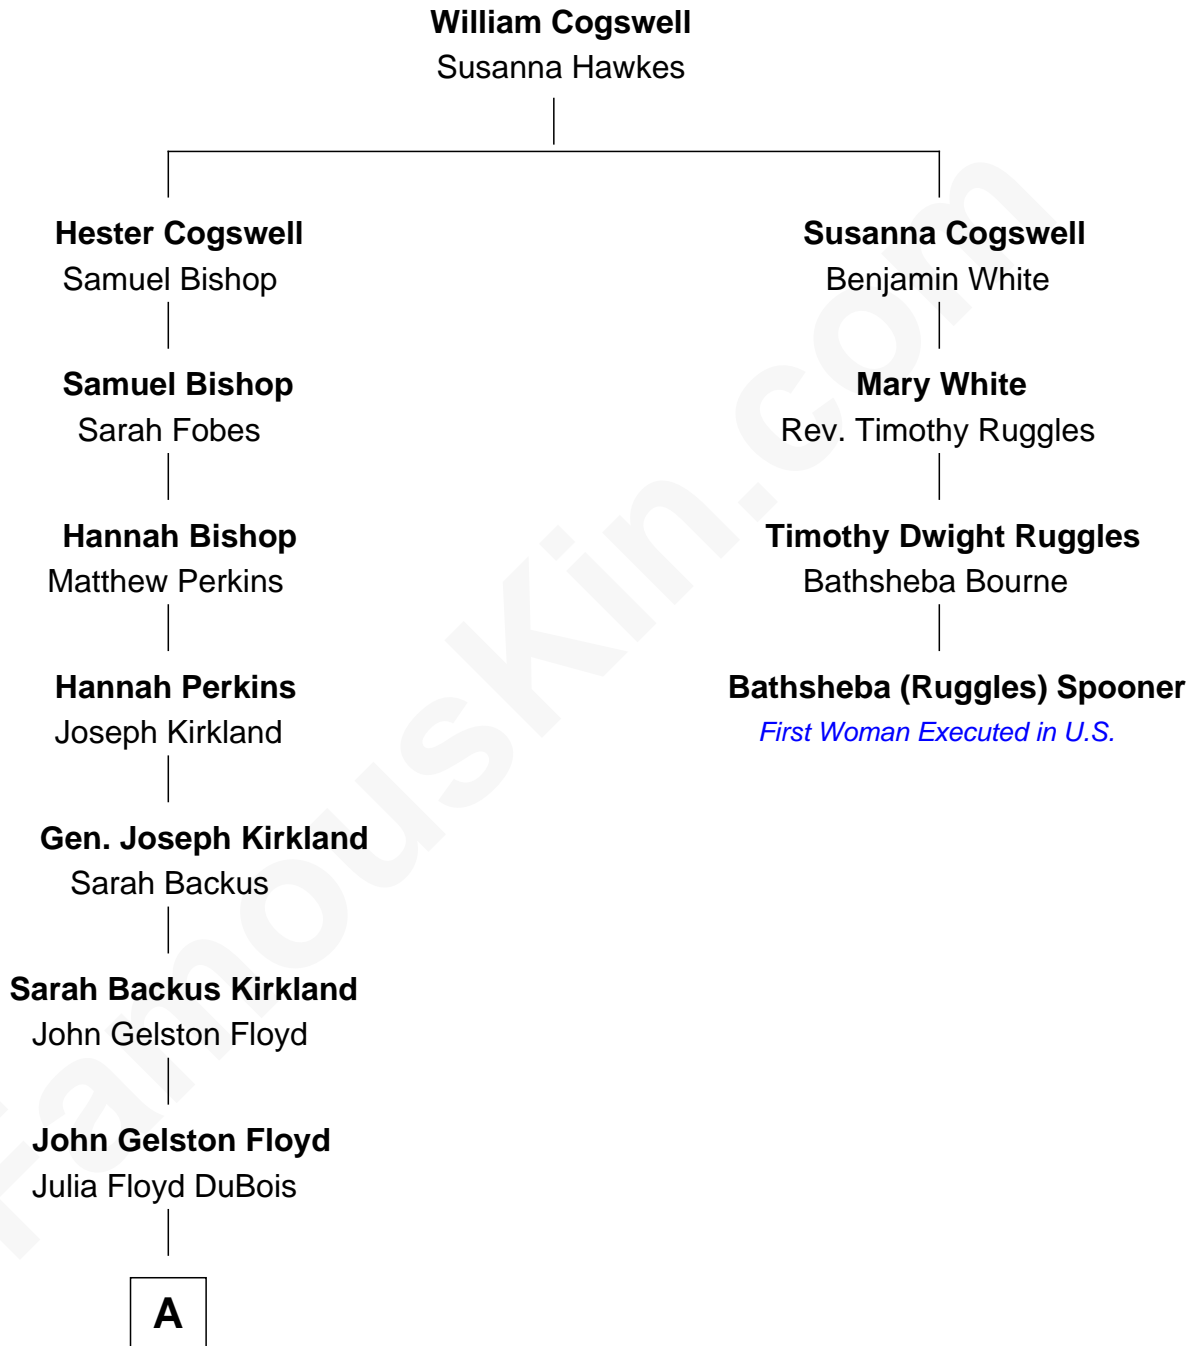 William Cogswell
Susanna Hawkes
Hester Cogswell
Samuel Bishop
Susanna Cogswell
Benjamin White
Samuel Bishop
Sarah Fobes
Mary White
Rev. Timothy Ruggles
Hannah Bishop
Matthew Perkins
Timothy Dwight Ruggles
Bathsheba Bourne
Hannah Perkins
Joseph Kirkland
Bathsheba (Ruggles) Spooner
First Woman Executed in U.S.
Gen. Joseph Kirkland
Sarah Backus
Sarah Backus Kirkland
John Gelston Floyd
John Gelston Floyd
Julia Floyd DuBois
A
FamousKin.com